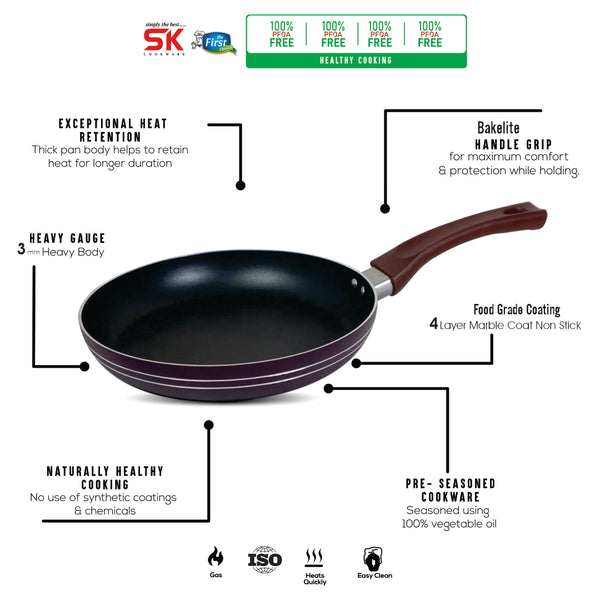 simply the best.....
SK
COOKWARE
the
First
100%
PFOA
FREE
100%
PFOA
FREE
100%
PFOA
FREE
100%
PFOA
FREE
HEALTHY COOKING
EXCEPTIONAL HEAT
RETENTION
Thick pan body helps to retain
heat for longer duration
Bakelite
HANDLE GRIP
for maximum comfort
& protection while holding.
HEAVY GAUGE
3 mm Heavy Body
Food Grade Coating
4 Layer Marble Coat Non Stick
NATURALLY HEALTHY
COOKING
No use of synthetic coatings
& chemicals
PRE- SEASONED
COOKWARE
Seasoned using
100% vegetable oil
Gas
ISO
Heats
Quickly
Easy Clean